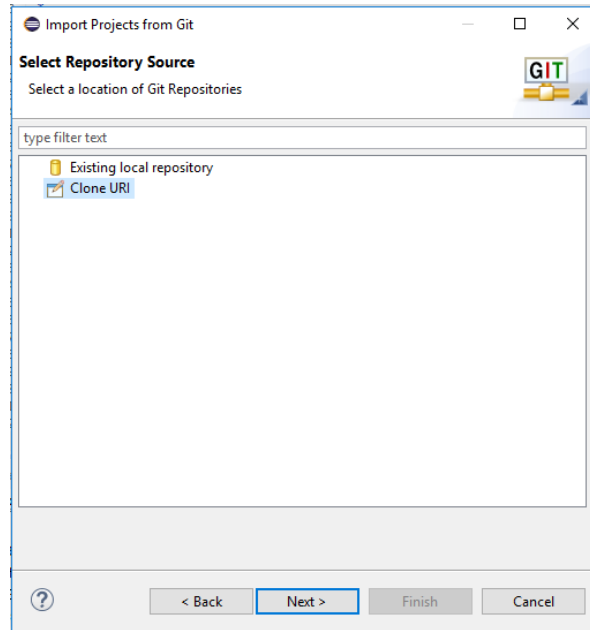 Import Projects from Git
Select Repository Source
Select a location of Git Repositories
GIT
type filter text
Existing local repository
Clone URI
?
< Back
Next >
Finish
Cancel